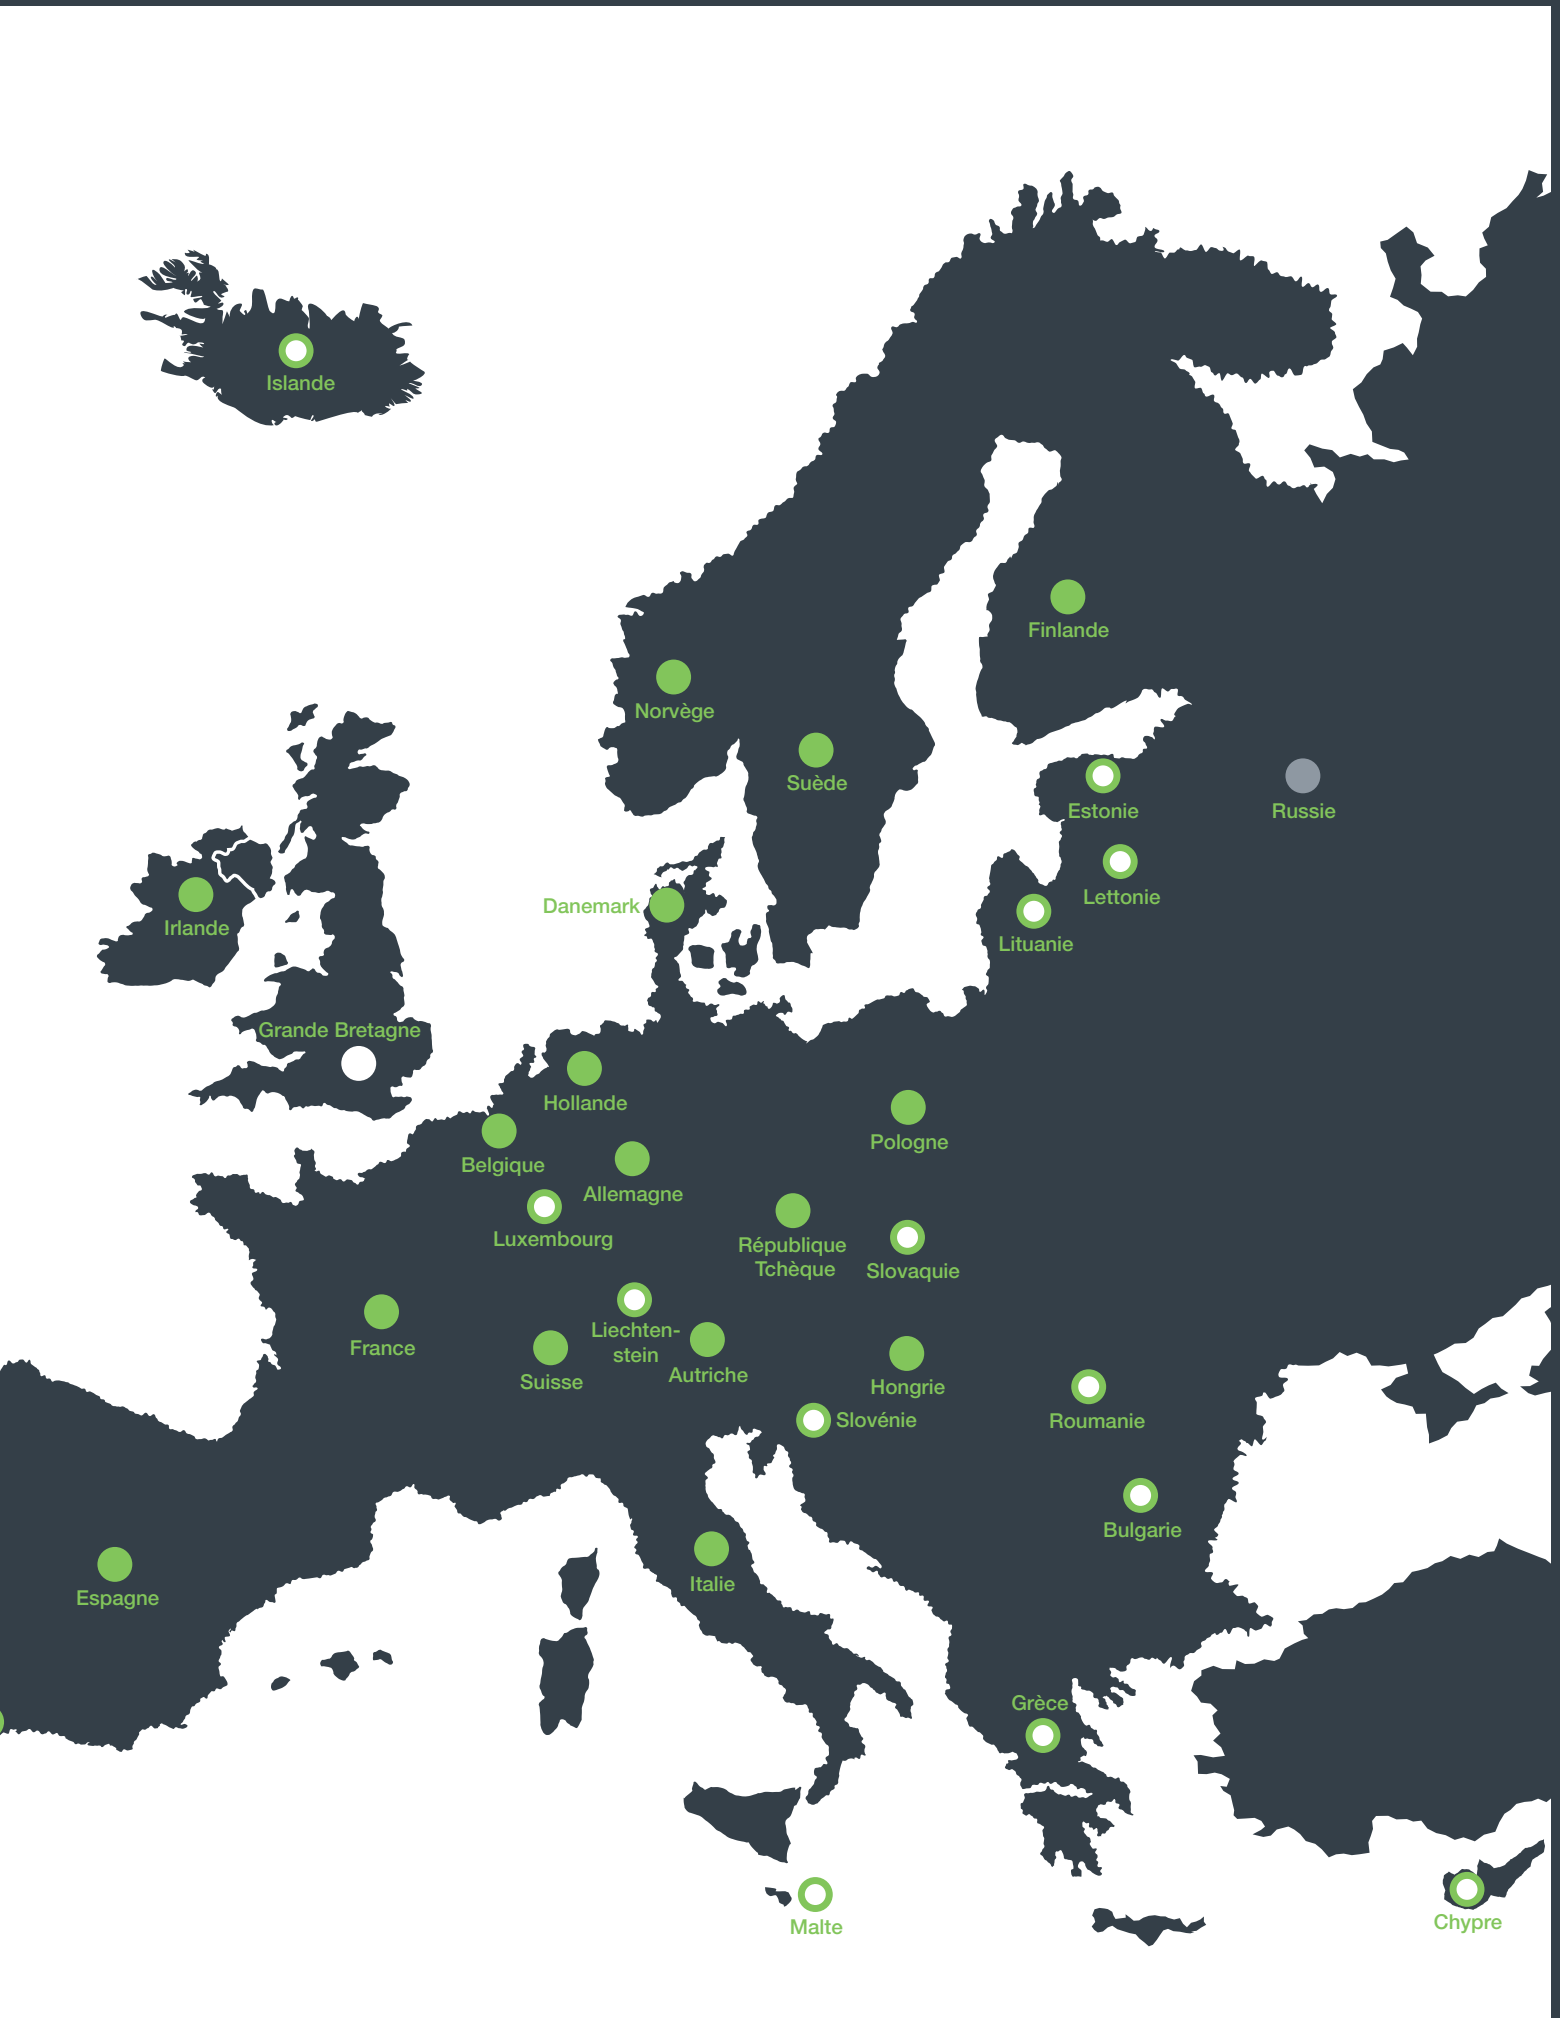 Islande
Finlande
Norvège
Suède
Estonie
Russie
Lettonie
Danemark
Irlande
Lituanie
Grande Bretagne
Hollande
Pologne
Belgique
Allemagne
Luxembourg
République
Tchèque
Slovaquie
Liechten-
stein
France
Suisse
Autriche
Hongrie
Slovénie
Roumanie
Bulgarie
Italie
Espagne
Grèce
Malte
Chypre